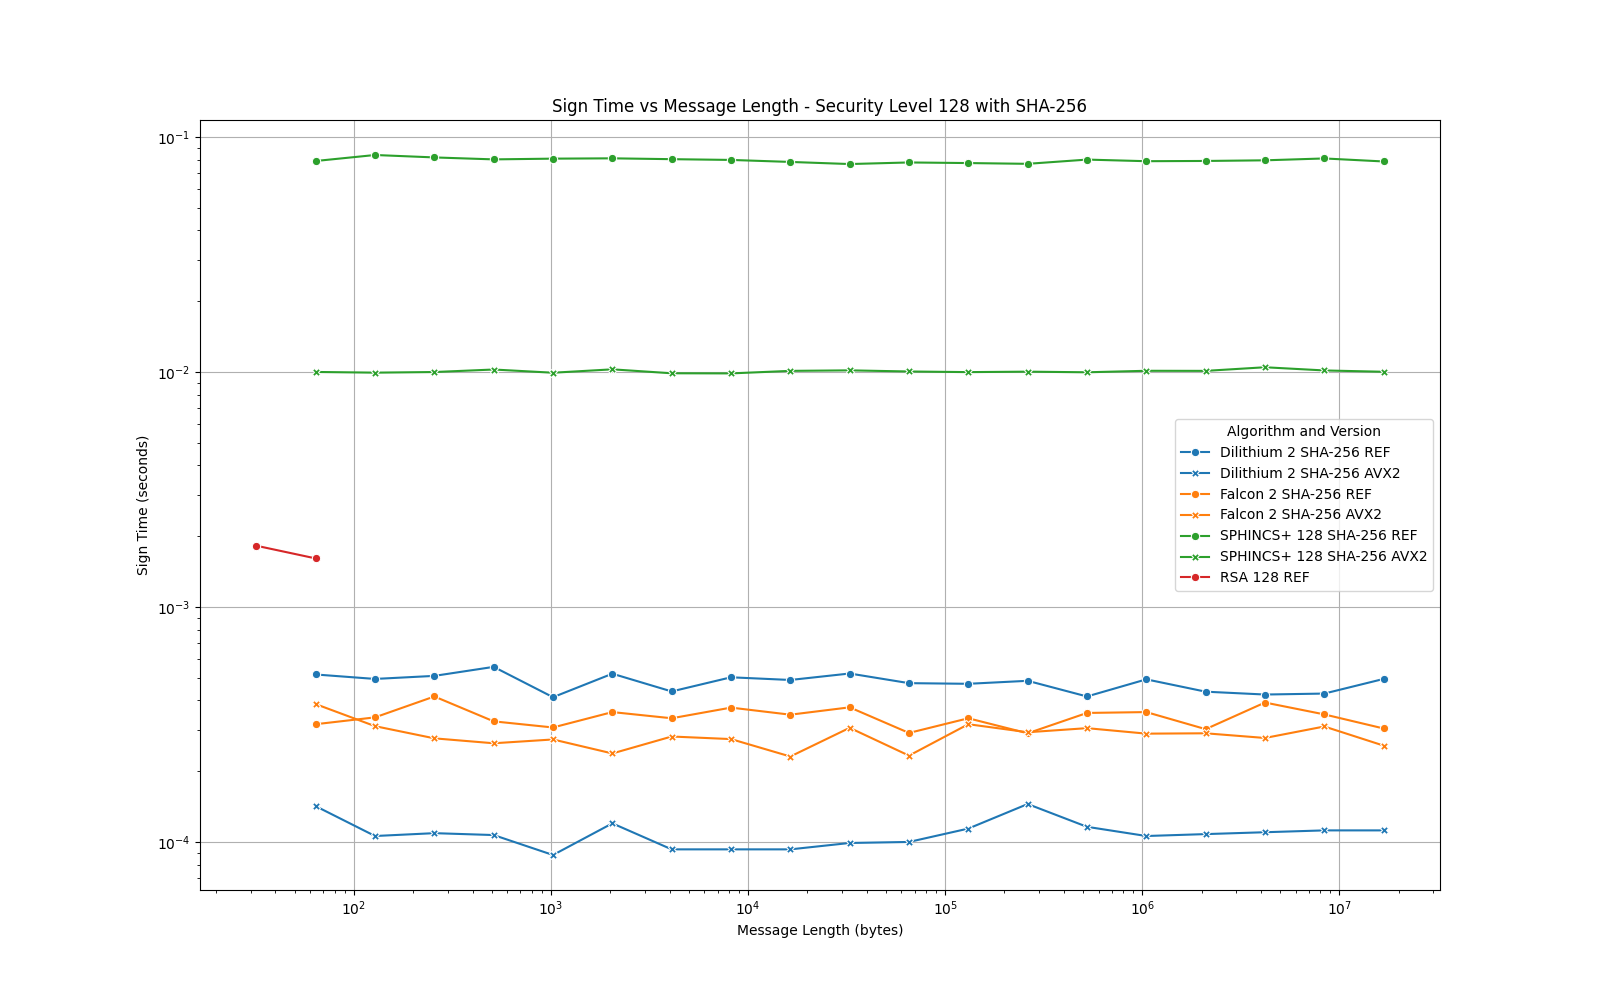 Sign Time vs Message Length - Security Level 128 with SHA-256
Sign Time (seconds)
10⁻¹
10⁻²
10⁻³
10⁻⁴
Algorithm and Version
Dilithium 2 SHA-256 REF
Dilithium 2 SHA-256 AVX2
Falcon 2 SHA-256 REF
Falcon 2 SHA-256 AVX2
SPHINCS+ 128 SHA-256 REF
SPHINCS+ 128 SHA-256 AVX2
RSA 128 REF
10² 10³ 10⁴ 10⁵ 10⁶ 10⁷
Message Length (bytes)